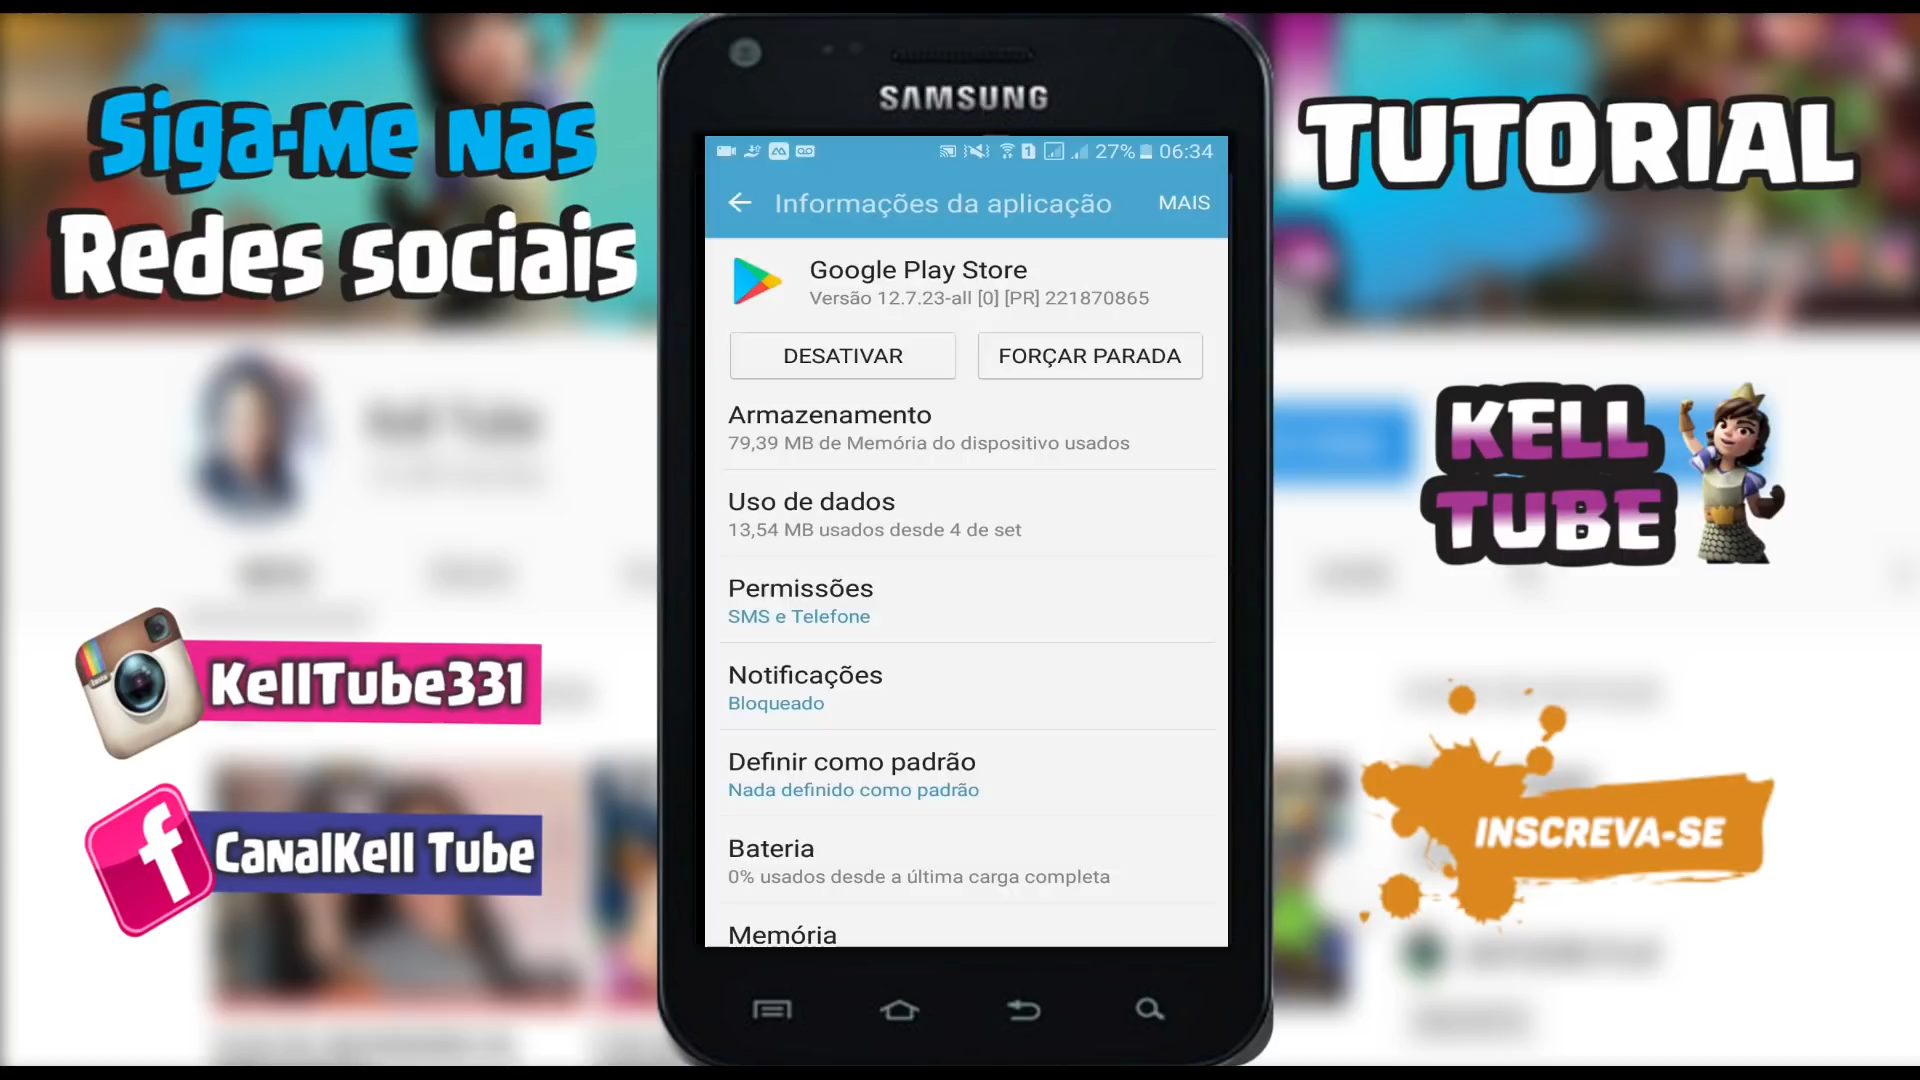 Siga-me nas
Redes sociais
KellTube331
CanalKell Tube
SAMSUNG
1 27% 06:34
Informações da aplicação MAIS
Google Play Store
Versão 12.7.23-all [0] [PR] 221870865
DESATIVAR FORÇAR PARADA
Armazenamento
79,39 MB de Memória do dispositivo usados
Uso de dados
13,54 MB usados desde 4 de set
Permissões
SMS e Telefone
Notificações
Bloqueado
Definir como padrão
Nada definido como padrão
Bateria
0% usados desde a última carga completa
Memória
TUTORIAL
KELL
TUBE
INSCREVA-SE